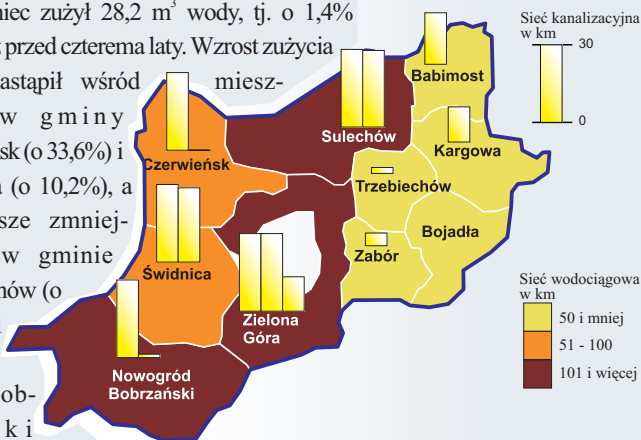 niec zużył 28,2 m³ wody, tj. o 1,4%
przed czterema laty. Wzrost zużycia
astąpił wśród miesz-
w gminy
sk (o 33,6%) i
(o 10,2%), a
sze zmniej-
w gminie
nów (o
ob-
k i
Sieć kanalizacyjna
w km
30
0
Babimost
Sulechów
Kargowa
Czerwieńsk
Trzebiechów
Bojadła
Zabór
Świdnica
Zielona
Góra
Nowogród
Bobrzański
Sieć wodociągowa
w km
50 i mniej
51 - 100
101 i więcej